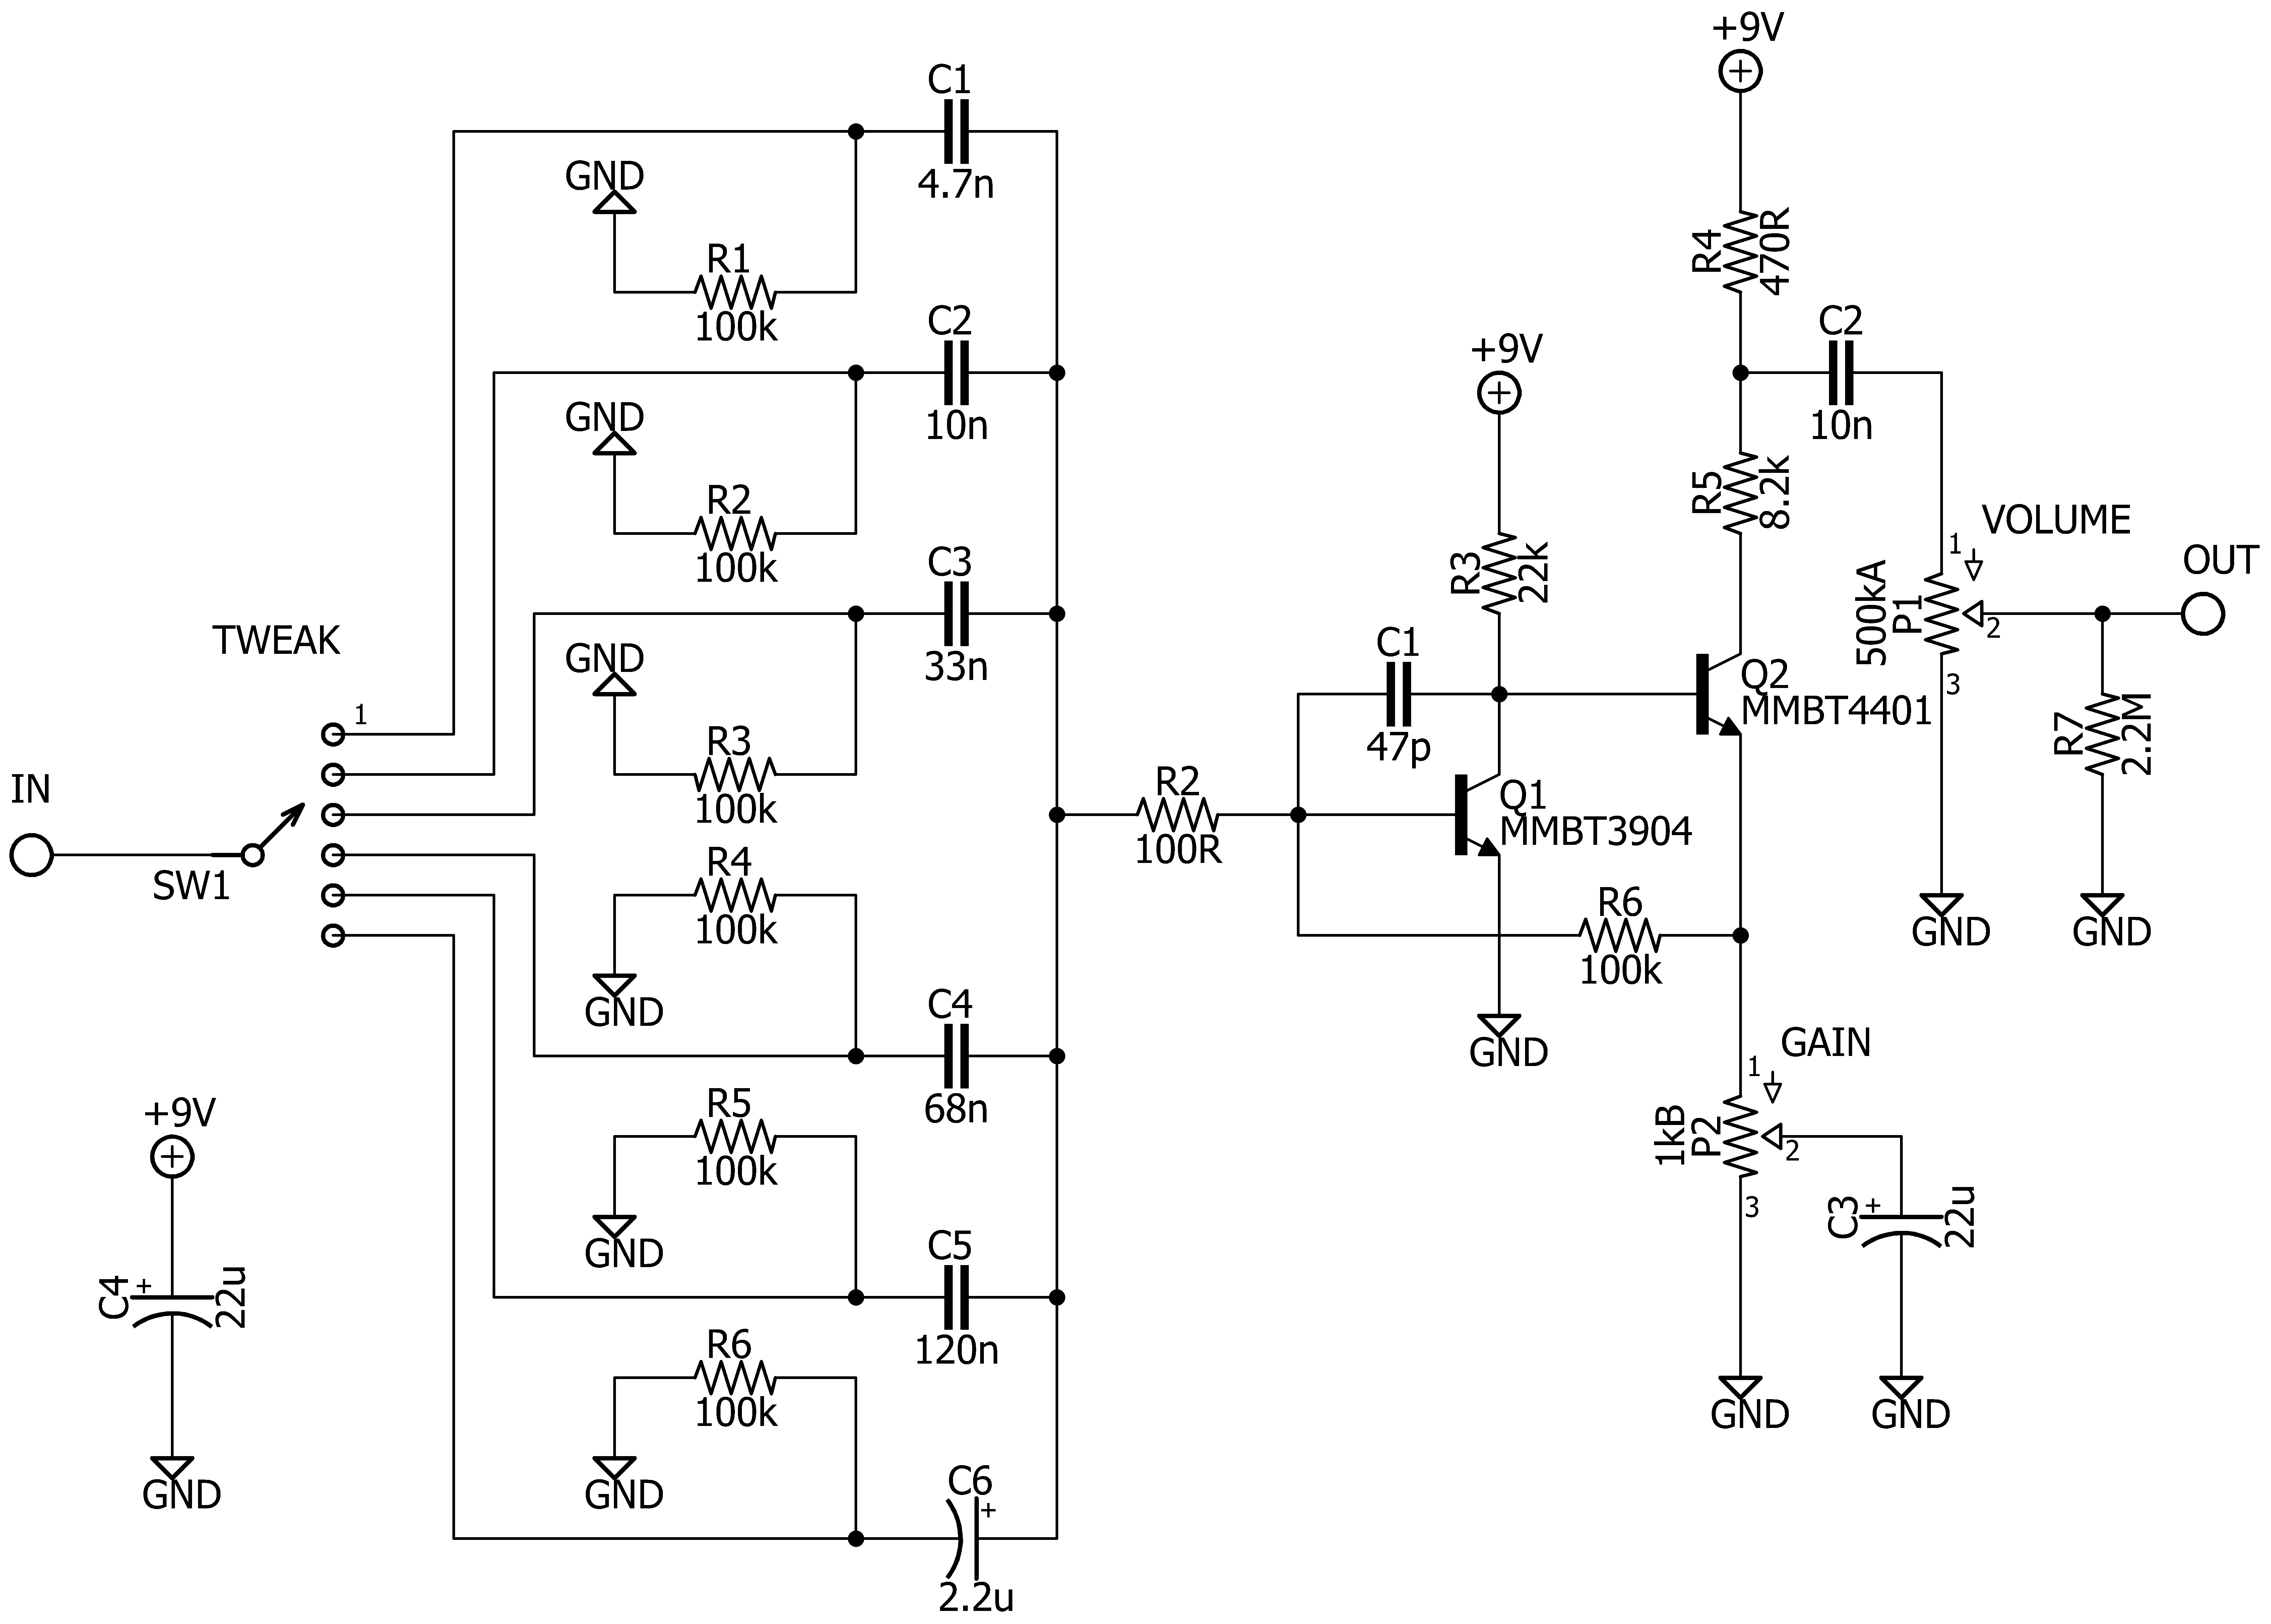 +9V
C1
4.7n
GND
R1
100k
C2
10n
GND
R2
100k
C3
33n
GND
R3
100k
TWEAK
1
IN
SW1
R4
100k
GND
C4
68n
R5
100k
GND
C5
120n
R6
100k
GND
C6
+
2.2u
+9V
C4
+
22u
GND
R2
100R
C1
47p
+9V
R3
22k
Q1
MMBT3904
GND
R6
100k
R4
470R
C2
10n
R5
8.2k
Q2
MMBT4401
VOLUME
1
500kA
P1
2
3
GND
OUT
R7
2.2M
GND
GAIN
1
1kB
P2
2
3
GND
C3
+
22u
GND